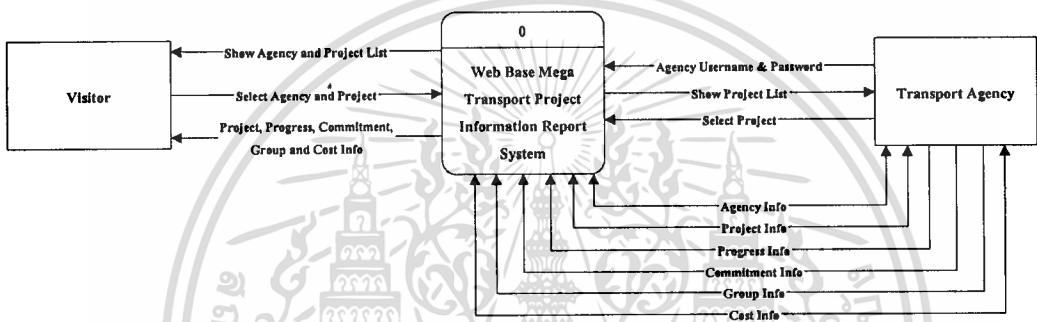 0
Show Agency and Project List
Visitor
Select Agency and Project
Project, Progress, Commitment,
Group and Cost Info
Web Base Mega
Transport Project
Information Report
System
Agency Username & Password
Show Project List
Select Project
Transport Agency
Agency Info
Project Info
Progress Info
Commitment Info
Group Info
Cost Info